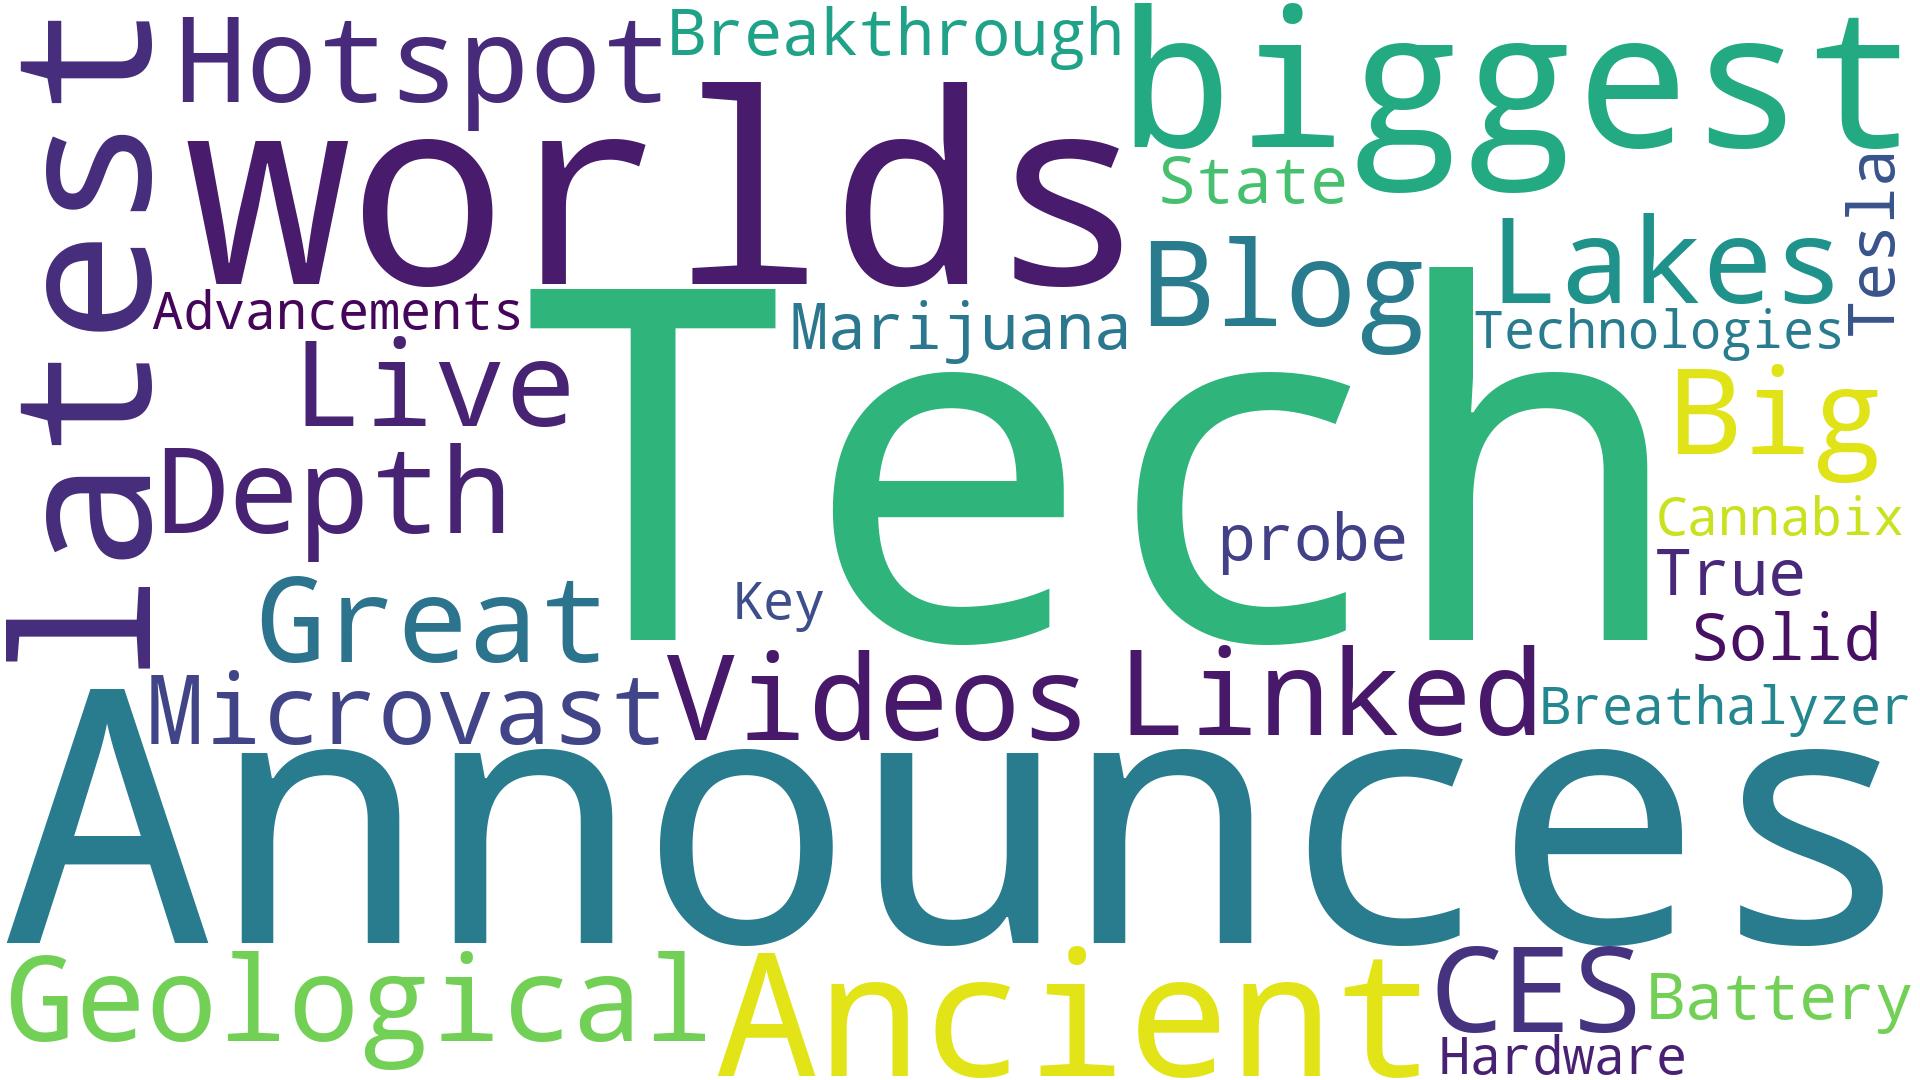 latest
Hotspot
Breakthrough
biggest
worlds
State
Tesla
Lakes
Blog
Advancements
Marijuana
Technologies
Tech
Live
Big
Depth
Cannabix
probe
True
Key
Great
Solid
Microvast
Videos
Linked
Breathalyzer
Announces
Geological
Ancient
CES
Battery
Hardware